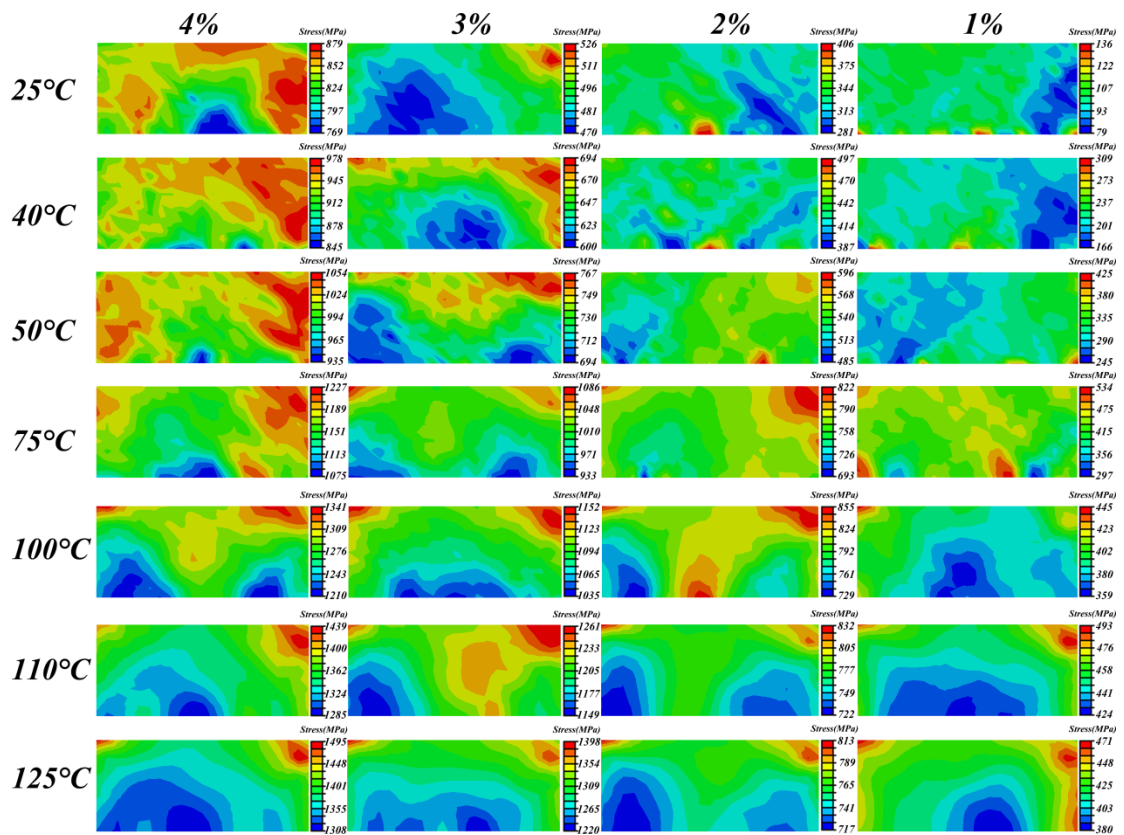 4% 3% 2% 1%
Stress(MPa) Stress(MPa) Stress(MPa) Stress(MPa)
25°C
879 852 824 797 769
526 511 496 481 470
406 375 343 313 281
136 122 107 93 79
Stress(MPa) Stress(MPa) Stress(MPa) Stress(MPa)
40°C
978 945 912 879 845
694 670 647 623 600
497 470 441 414 387
309 273 237 201 166
Stress(MPa) Stress(MPa) Stress(MPa) Stress(MPa)
50°C
1054 1024 994 965 935
767 749 730 712 694
596 568 540 513 485
425 380 335 290 245
Stress(MPa) Stress(MPa) Stress(MPa) Stress(MPa)
75°C
1227 1189 1151 1113 1075
1086 1048 1010 971 933
822 790 758 726 693
534 475 415 356 297
Stress(MPa) Stress(MPa) Stress(MPa) Stress(MPa)
100°C
1341 1309 1276 1243 1210
1152 1123 1094 1065 1035
855 824 792 761 729
445 423 402 380 359
Stress(MPa) Stress(MPa) Stress(MPa) Stress(MPa)
110°C
1439 1400 1362 1324 1285
1261 1233 1205 1177 1149
832 805 777 749 722
493 476 458 441 424
Stress(MPa) Stress(MPa) Stress(MPa) Stress(MPa)
125°C
1495 1448 1401 1355 1308
1398 1354 1309 1265 1220
813 789 765 741 717
471 448 425 403 380